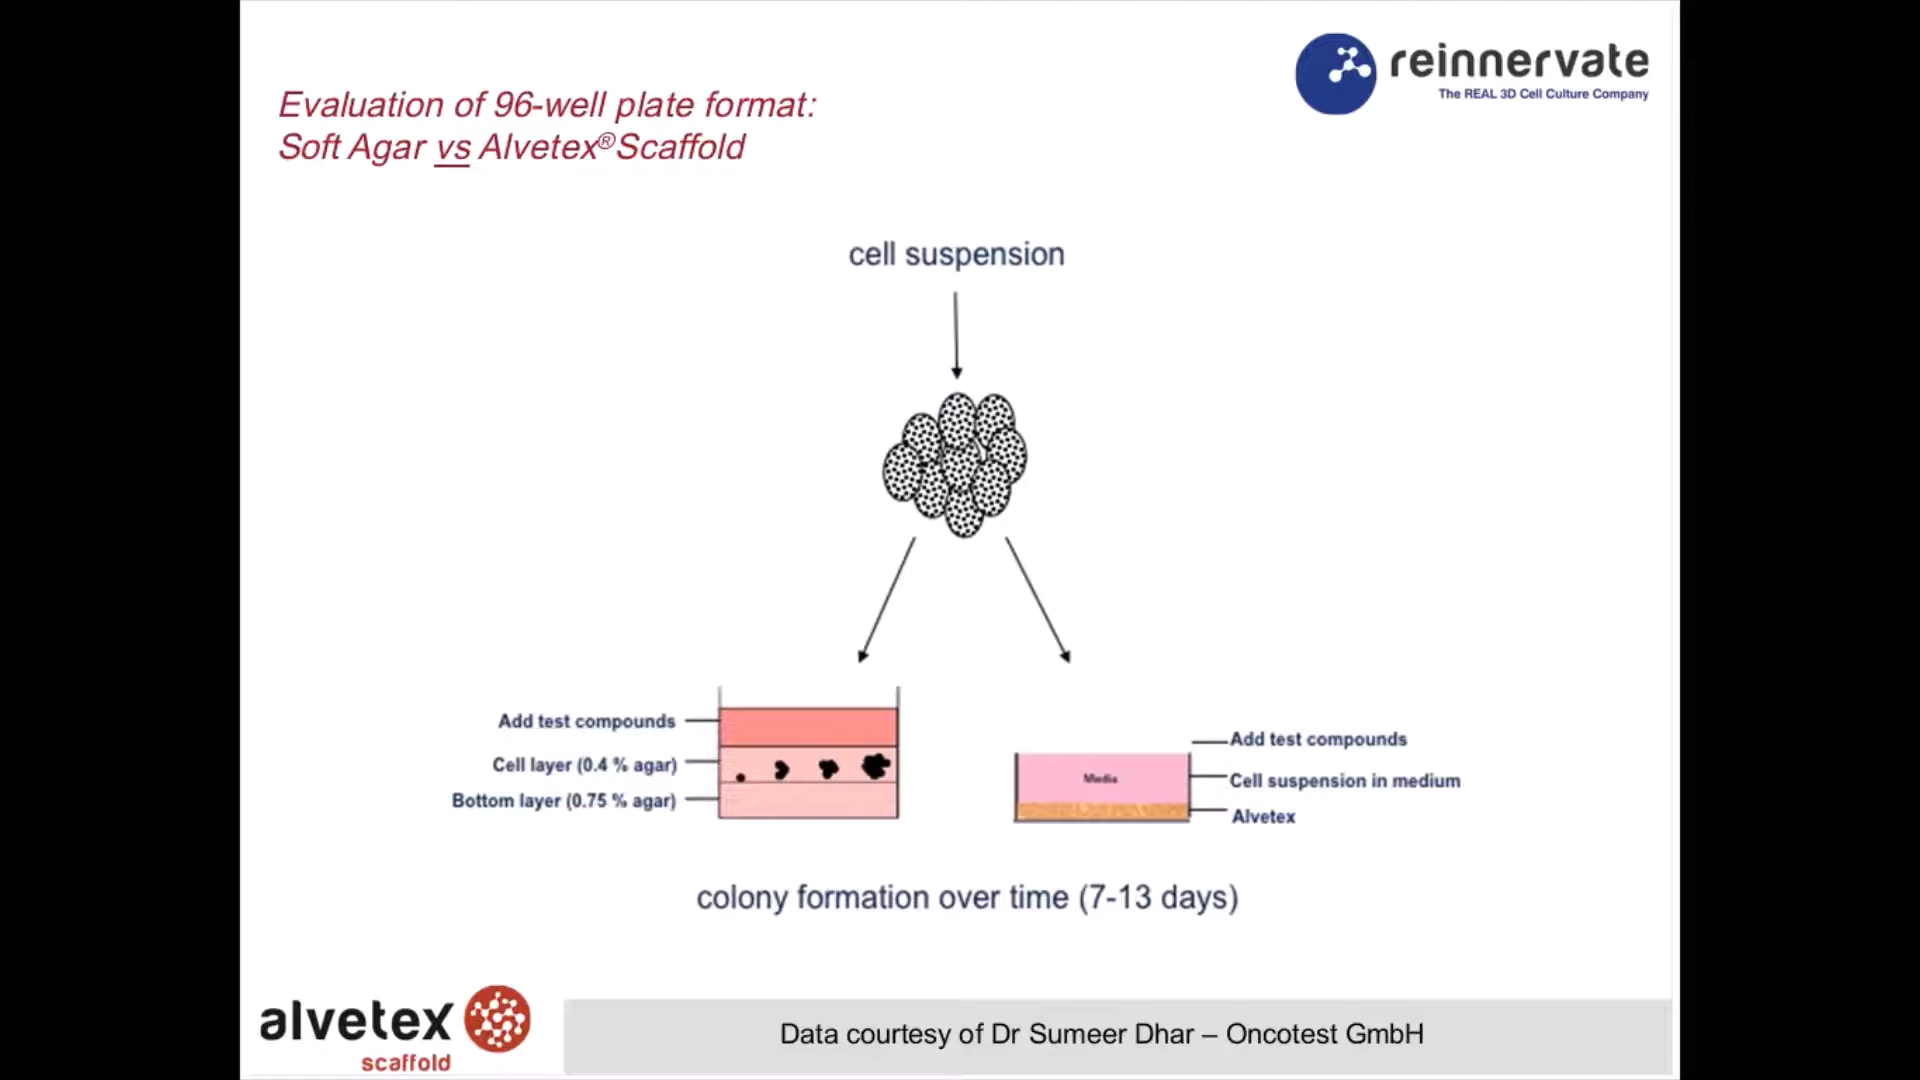 reinnervate
The REAL 3D Cell Culture Company
Evaluation of 96-well plate format:
Soft Agar vs Alvetex®Scaffold
cell suspension
Add test compounds
Cell layer (0.4 % agar)
Bottom layer (0.75 % agar)
Media
Add test compounds
Cell suspension in medium
Alvetex
colony formation over time (7-13 days)
alvetex
scaffold
Data courtesy of Dr Sumeer Dhar – Oncotest GmbH